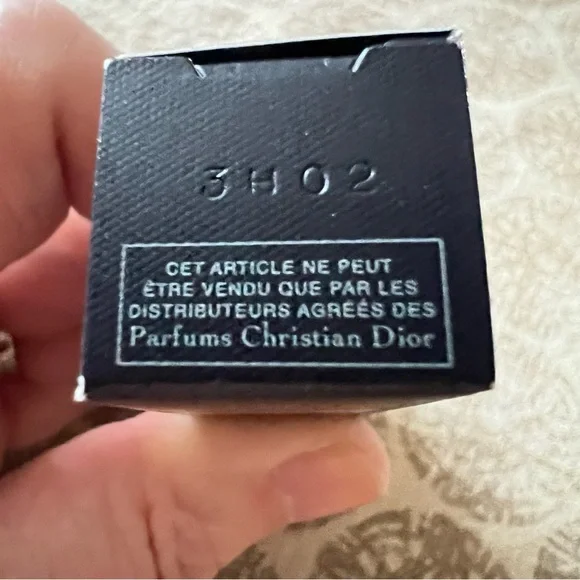 3H02
CET ARTICLE NE PEUT
ÊTRE VENDU QUE PAR LES
DISTRIBUTEURS AGRÉÉS DES
Parfums Christian Dior